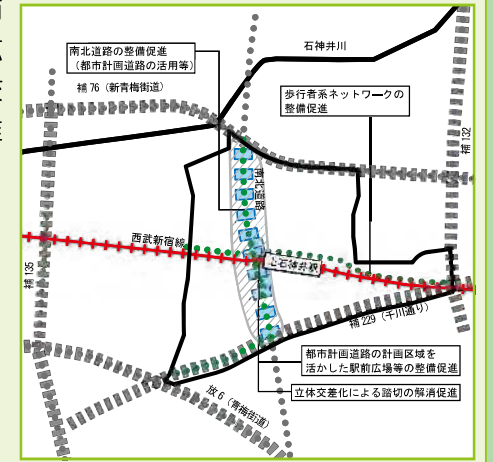 南北道路の整備促進
(都市計画道路の活用等)
石神井川
補76(新青梅街道)
歩行者系ネットワークの
整備促進
補132
南北道路
西武新宿線
上石神井駅
補135
補229(千川通り)
都市計画道路の計画区域を
活かした駅前広場等の整備促進
放6(青梅街道)
立体交差化による踏切の解消促進